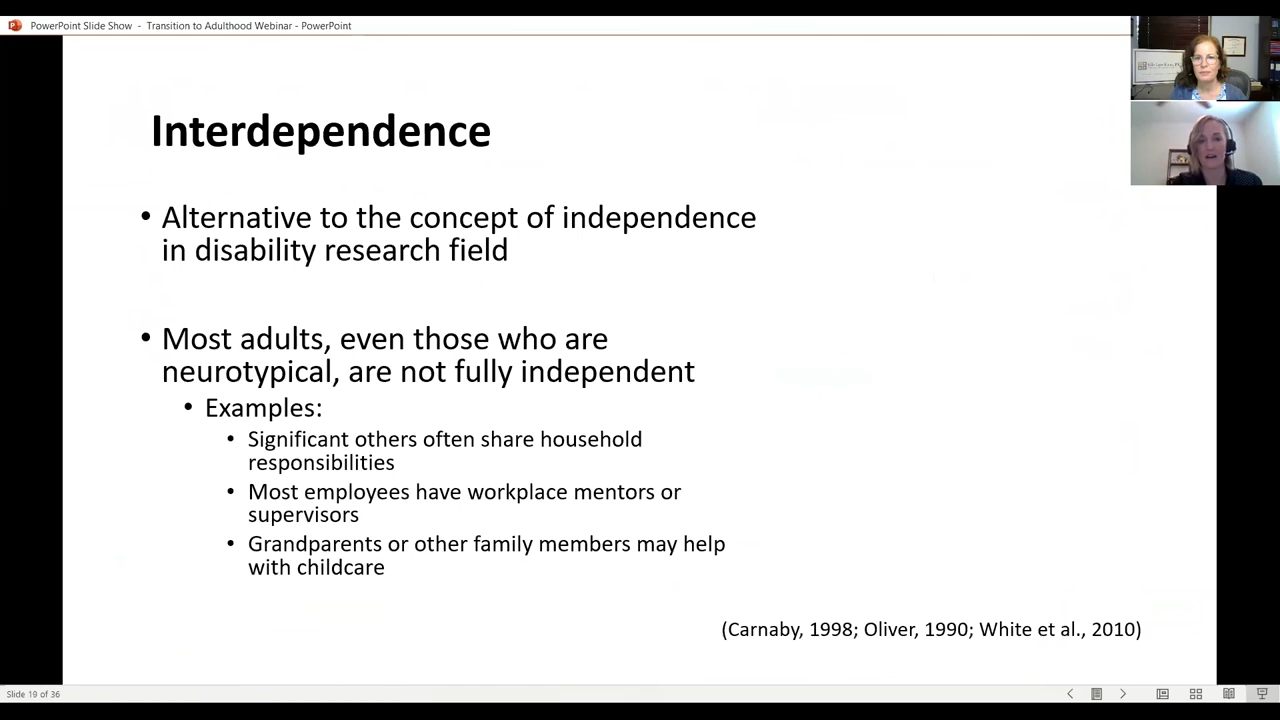 PowerPoint Slide Show - Transition to Adulthood Webinar - PowerPoint
Interdependence
• Alternative to the concept of independence
in disability research field
• Most adults, even those who are
neurotypical, are not fully independent
• Examples:
• Significant others often share household
responsibilities
• Most employees have workplace mentors or
supervisors
• Grandparents or other family members may help
with childcare
(Carnaby, 1998; Oliver, 1990; White et al., 2010)
Slide 19 of 36